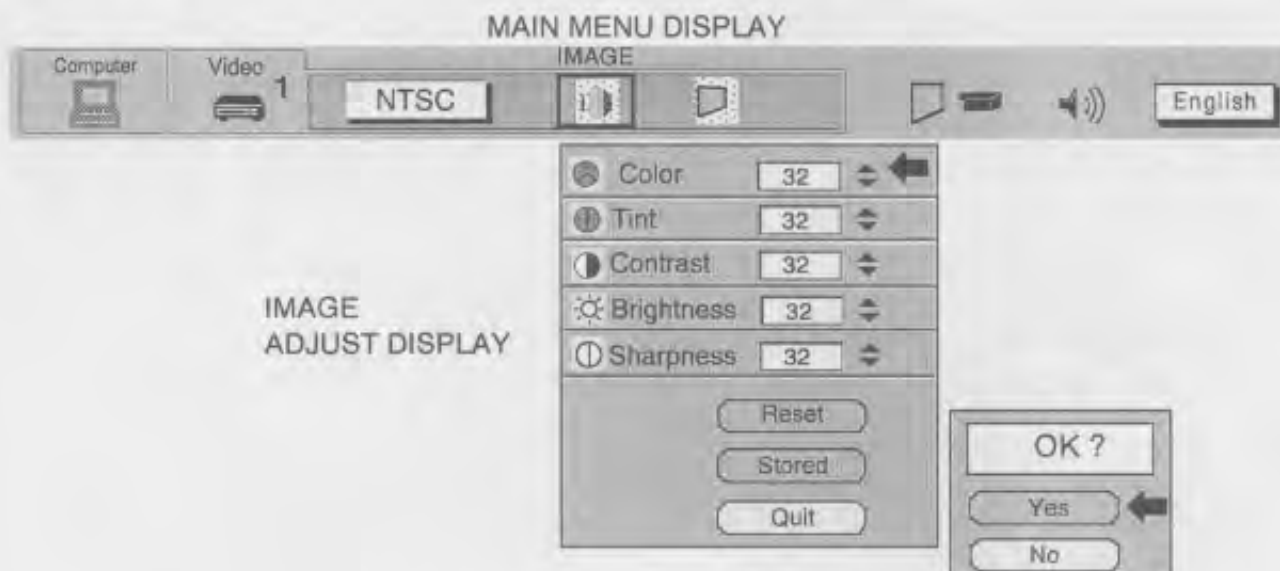 MAIN MENU DISPLAY
IMAGE
Computer
Video 1
NTSC
English
Color 32
Tint 32
Contrast 32
Brightness 32
Sharpness 32
IMAGE
ADJUST DISPLAY
Reset
Stored
Quit
OK ?
Yes
No